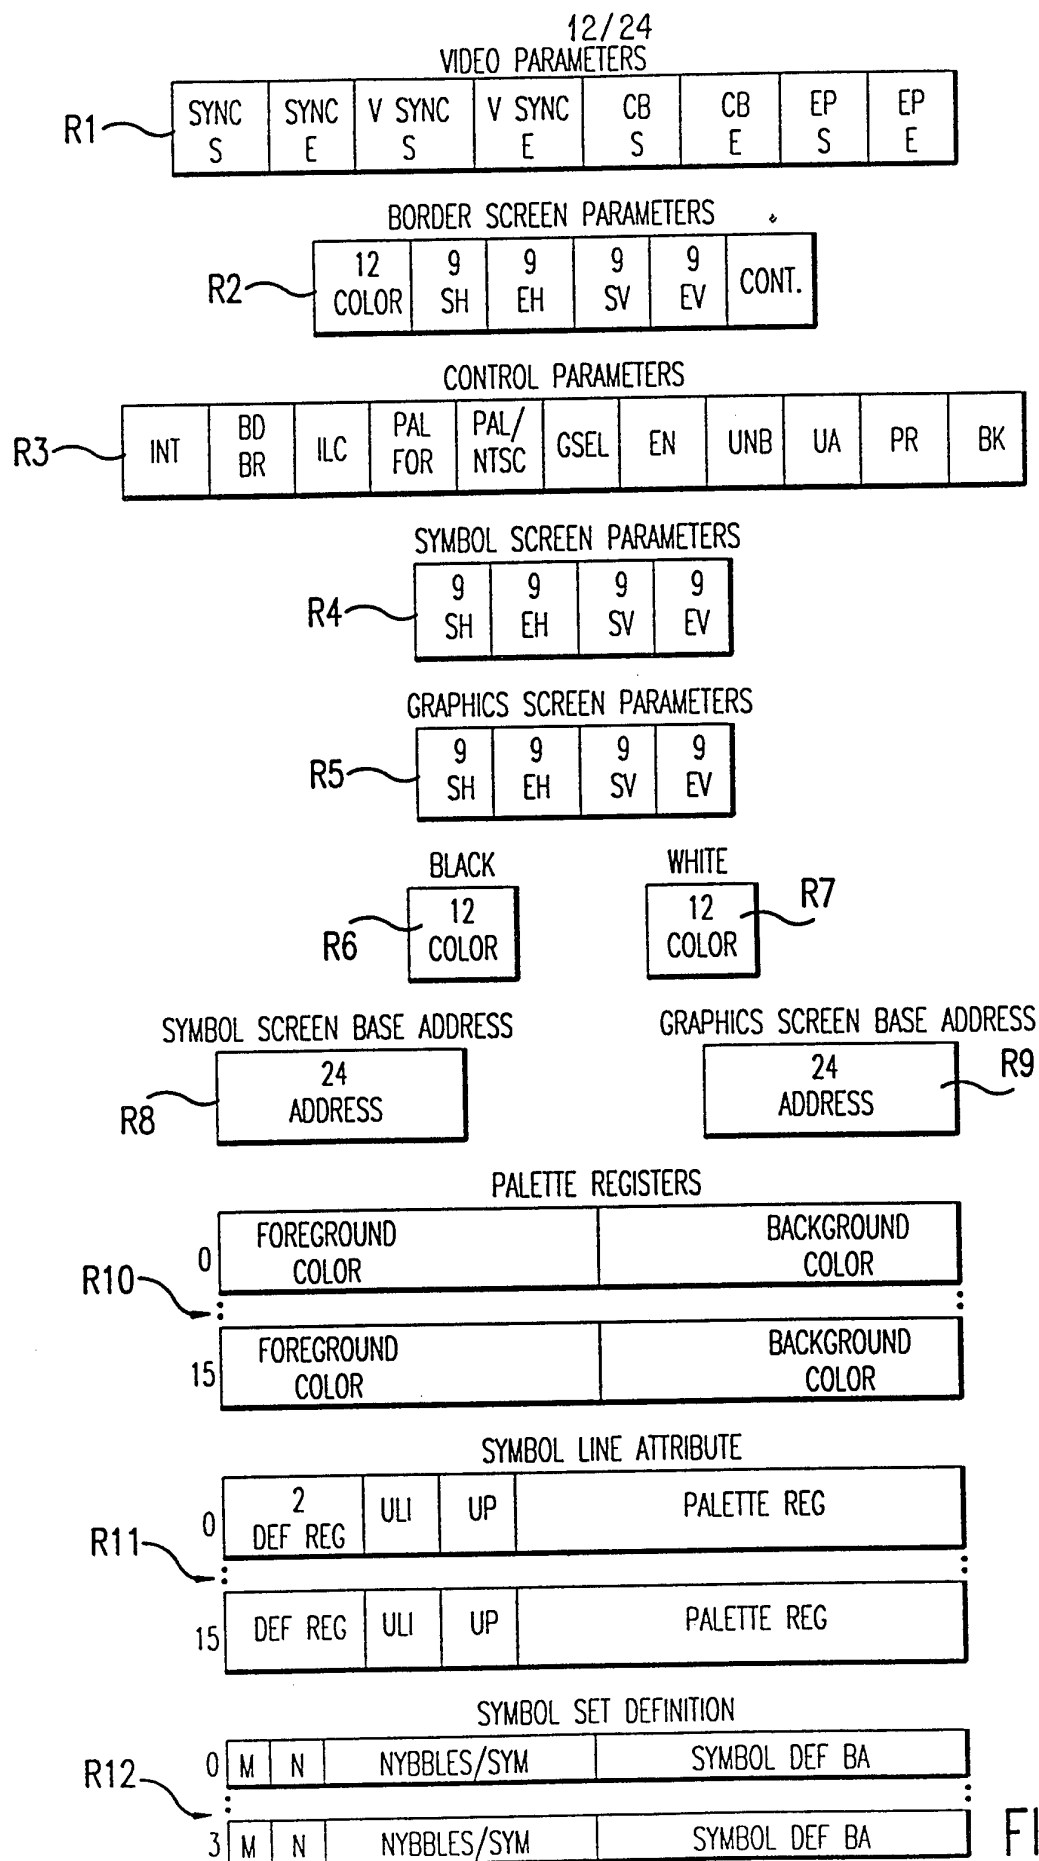 12/24
VIDEO PARAMETERS
R1
SYNC S
SYNC E
V SYNC S
V SYNC E
CB S
CB E
EP S
EP E
BORDER SCREEN PARAMETERS
R2
12 COLOR
9 SH
9 EH
9 SV
9 EV
CONT.
CONTROL PARAMETERS
R3
INT
BD BR
ILC
PAL FOR
PAL/ NTSC
GSEL
EN
UNB
UA
PR
BK
SYMBOL SCREEN PARAMETERS
R4
9 SH
9 EH
9 SV
9 EV
GRAPHICS SCREEN PARAMETERS
R5
9 SH
9 EH
9 SV
9 EV
BLACK
R6
12 COLOR
WHITE
12 COLOR
R7
SYMBOL SCREEN BASE ADDRESS
R8
24 ADDRESS
GRAPHICS SCREEN BASE ADDRESS
24 ADDRESS
R9
PALETTE REGISTERS
R10
0
FOREGROUND COLOR
BACKGROUND COLOR
15
FOREGROUND COLOR
BACKGROUND COLOR
SYMBOL LINE ATTRIBUTE
R11
0
2 DEF REG
ULI
UP
PALETTE REG
15
DEF REG
ULI
UP
PALETTE REG
SYMBOL SET DEFINITION
R12
0
M
N
NYBBLES/SYM
SYMBOL DEF BA
3
M
N
NYBBLES/SYM
SYMBOL DEF BA